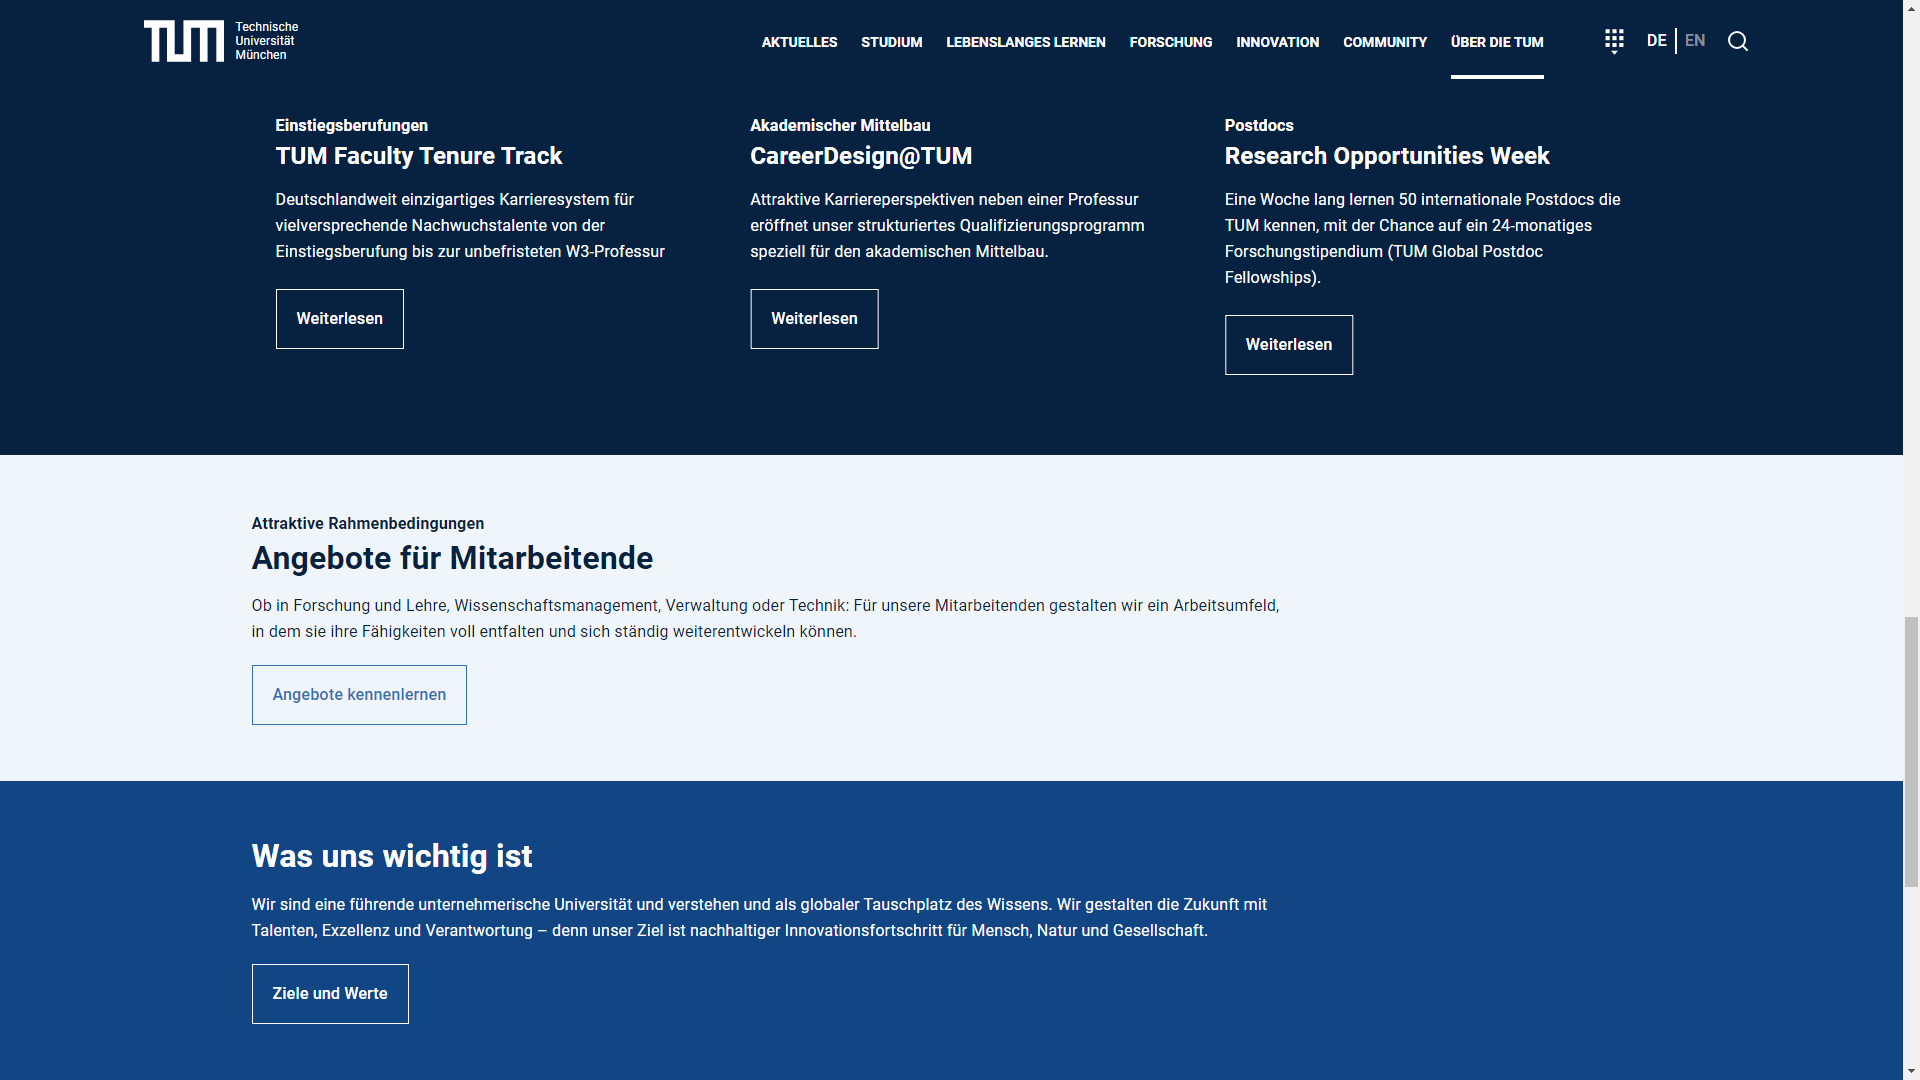 TUM
Technische
Universität
München
AKTUELLES
STUDIUM
LEBENSLANGES LERNEN
FORSCHUNG
INNOVATION
COMMUNITY
ÜBER DIE TUM
DE
EN
Einstiegsberufungen
TUM Faculty Tenure Track
Deutschlandweit einzigartiges Karrieresystem für
vielversprechende Nachwuchstalente von der
Einstiegsberufung bis zur unbefristeten W3-Professur
Weiterlesen
Akademischer Mittelbau
CareerDesign@TUM
Attraktive Karriereperspektiven neben einer Professur
eröffnet unser strukturiertes Qualifizierungsprogramm
speziell für den akademischen Mittelbau.
Weiterlesen
Postdocs
Research Opportunities Week
Eine Woche lang lernen 50 internationale Postdocs die
TUM kennen, mit der Chance auf ein 24-monatiges
Forschungstipendium (TUM Global Postdoc
Fellowships).
Weiterlesen
Attraktive Rahmenbedingungen
Angebote für Mitarbeitende
Ob in Forschung und Lehre, Wissenschaftsmanagement, Verwaltung oder Technik: Für unsere Mitarbeitenden gestalten wir ein Arbeitsumfeld,
in dem sie ihre Fähigkeiten voll entfalten und sich ständig weiterentwickeln können.
Angebote kennenlernen
Was uns wichtig ist
Wir sind eine führende unternehmerische Universität und verstehen und als globaler Tauschplatz des Wissens. Wir gestalten die Zukunft mit
Talenten, Exzellenz und Verantwortung – denn unser Ziel ist nachhaltiger Innovationsfortschritt für Mensch, Natur und Gesellschaft.
Ziele und Werte